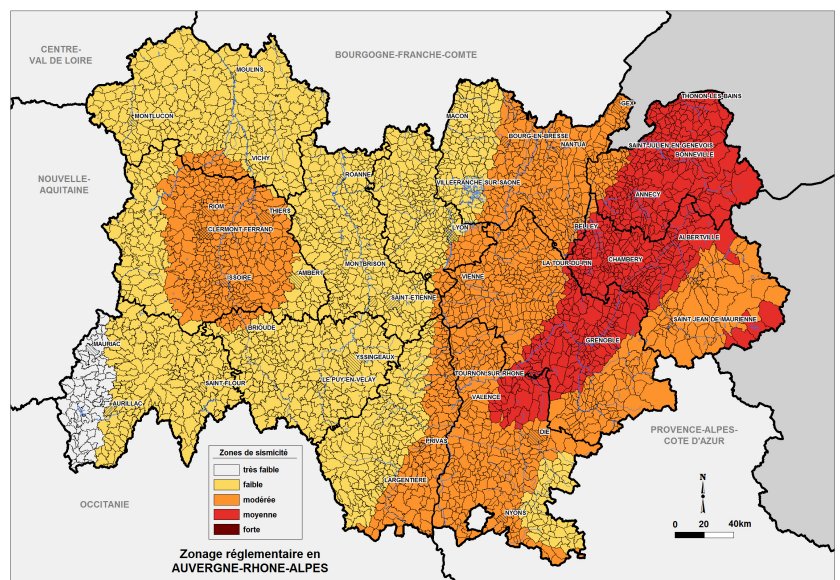 CENTRE-
VAL DE LOIRE
BOURGOGNE-FRANCHE-COMTE
MOULINS
THONON-LES-BAINS
GEX
MONTLUCON
MACON
BOURG-EN-BRESSE
NANTUA
SAINT-JULIEN-EN-GENEVOIS
BONNEVILLE
VICHY
ROANNE
NOUVELLE-
AQUITAINE
VILLEFRANCHE-SUR-SAONE
ANNECY
RIOM
THIERS
CLERMONT-FERRAND
LYON
BELLEY
ALBERTVILLE
ISSOIRE
AMBERT
MONTBRISON
VIENNE
LA TOUR-DU-PIN
CHAMBERY
SAINT-ETIENNE
SAINT-JEAN-DE-MAURIENNE
BRIOUDE
MAURIAC
YSSINGEAUX
GRENOBLE
SAINT-FLOUR
LE PUY-EN-VELAY
TOURNON-SUR-RHONE
AURILLAC
VALENCE
PROVENCE-ALPES-
COTE D'AZUR
DIE
PRIVAS
LARGENTIERE
NYONS
OCCITANIE
Zones de sismicité
très faible
faible
modérée
moyenne
forte
N
0 20 40km
Zonage réglementaire en
AUVERGNE-RHONE-ALPES